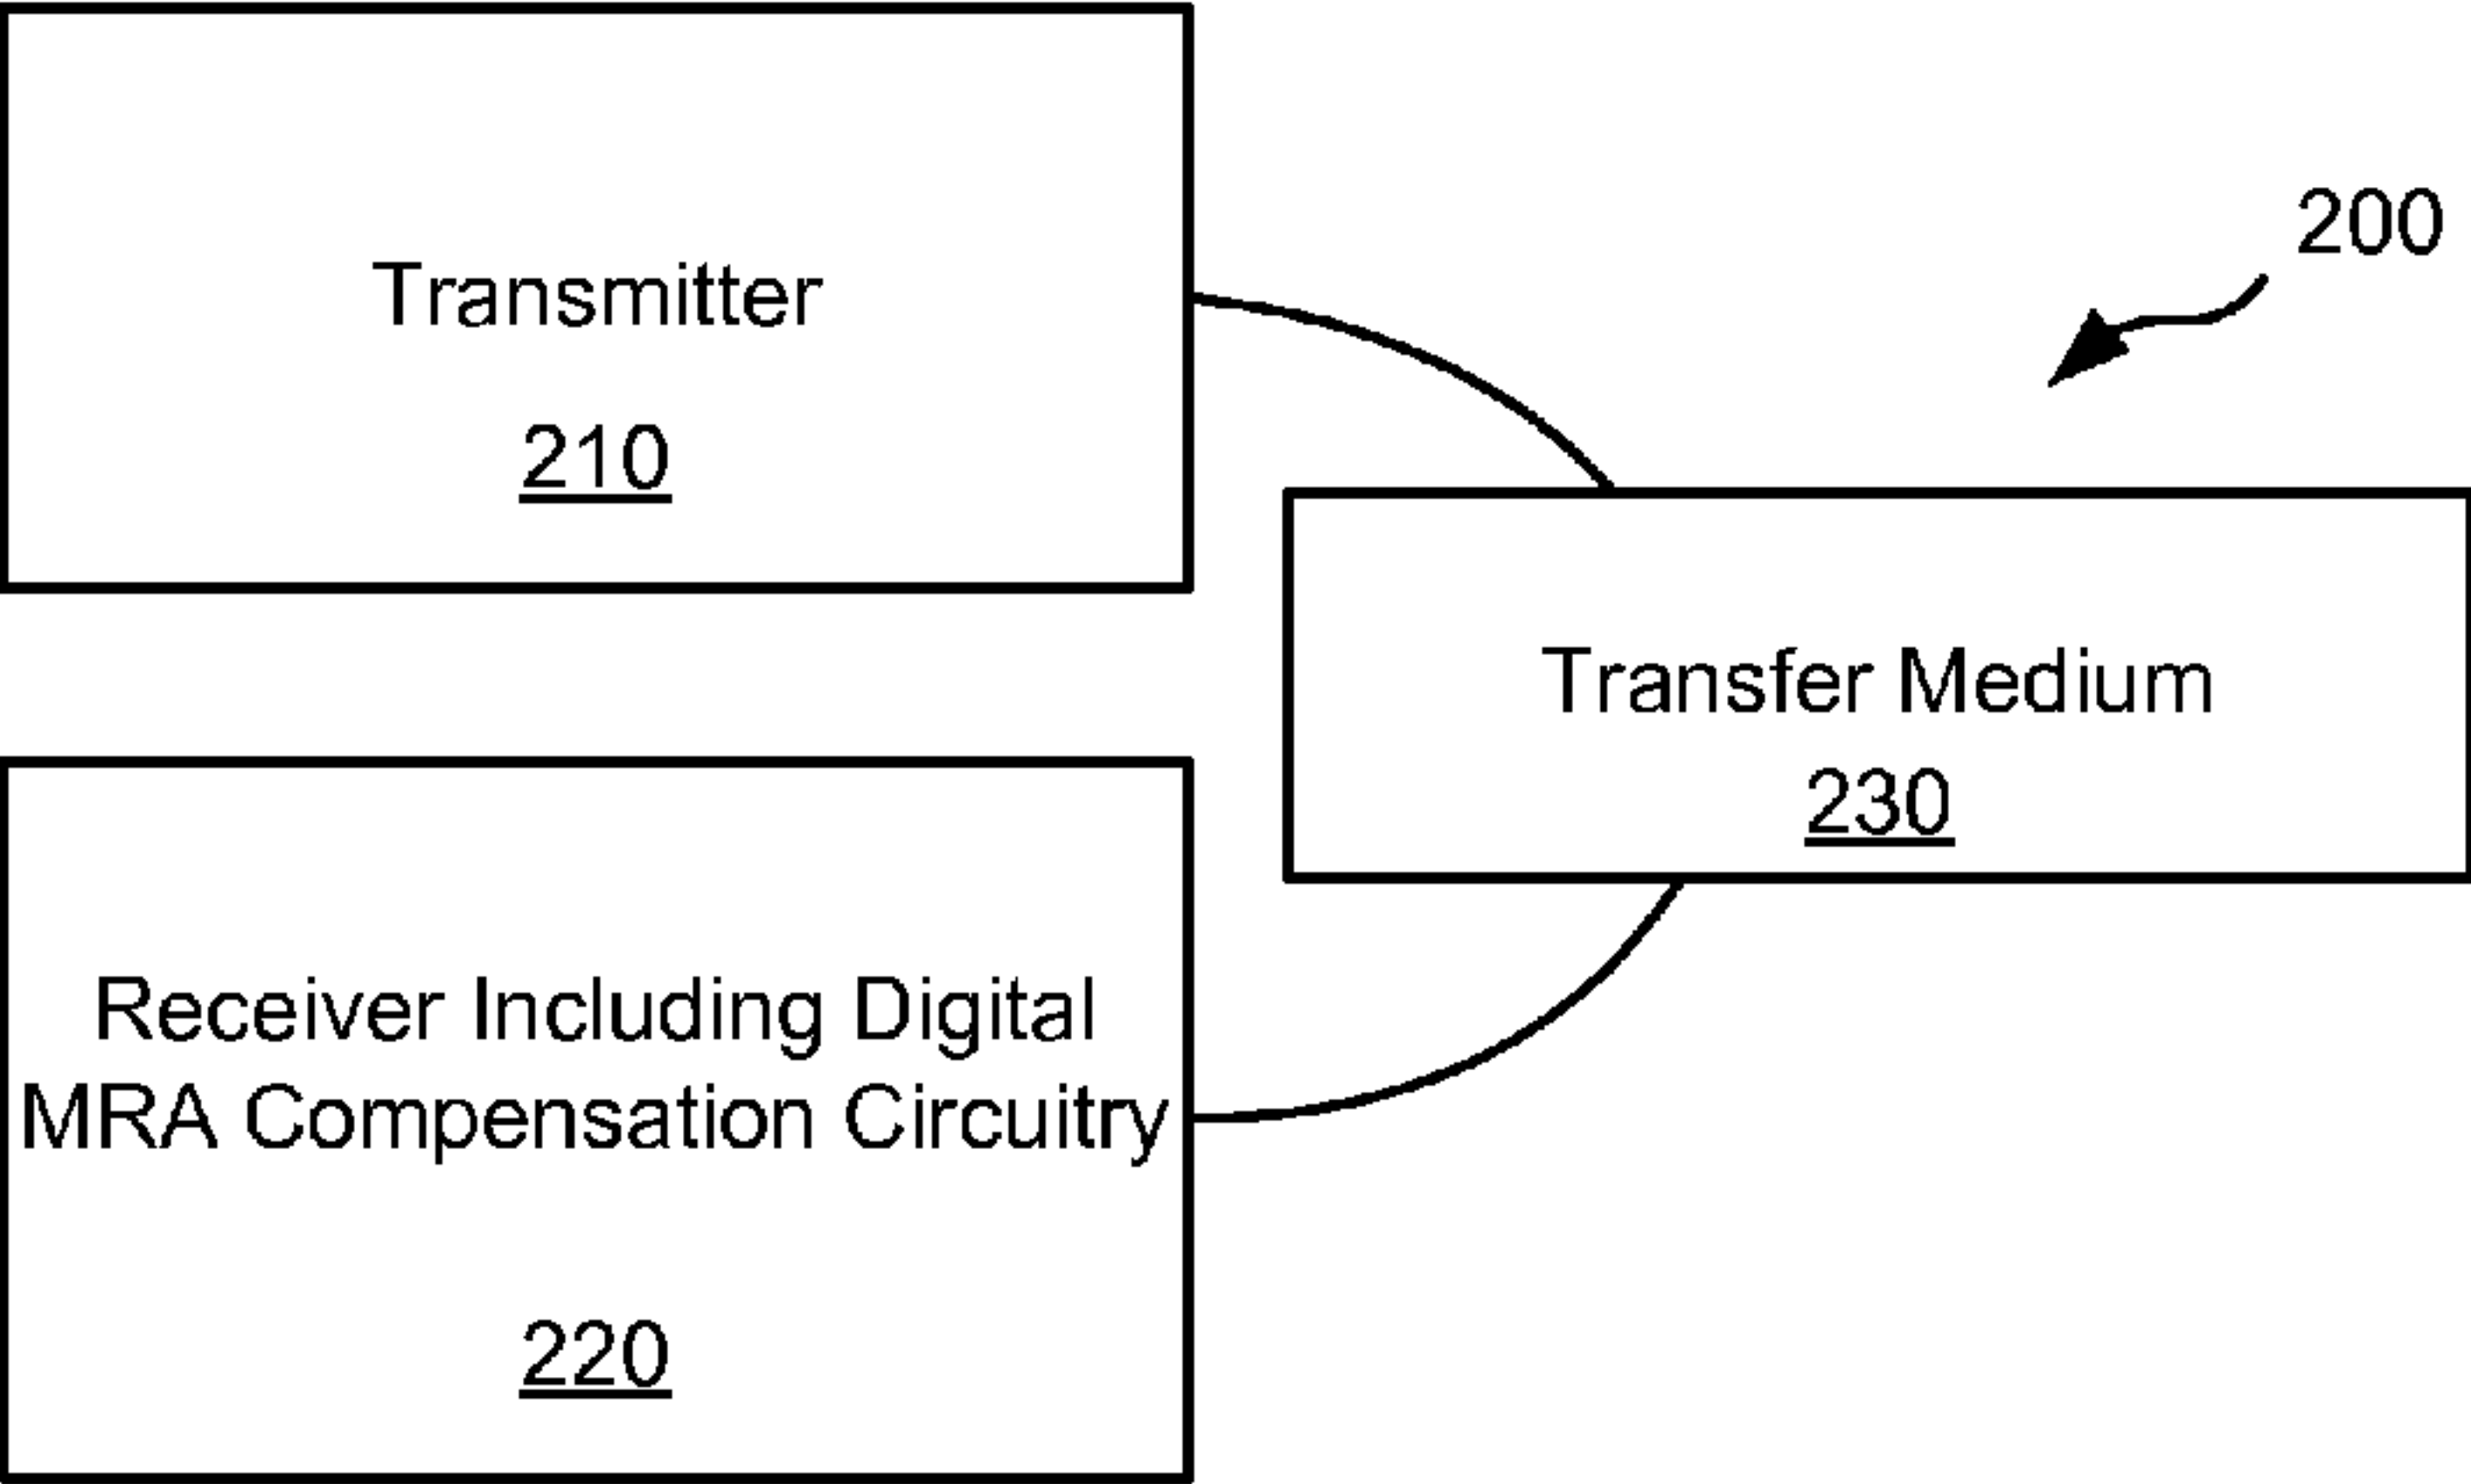 Transmitter
210
200
Transfer Medium
230
Receiver Including Digital
MRA Compensation Circuitry
220